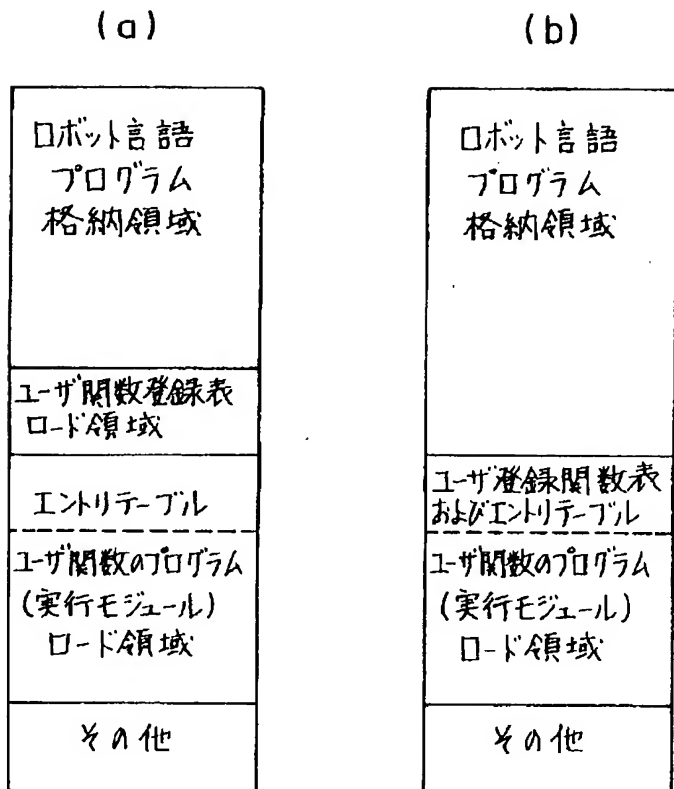 (a)
ロボット言語
プログラム
格納領域
ユーザ関数登録表
ロード領域
エントリテーブル
ユーザ関数のプログラム
(実行モジュール)
ロード領域
その他
(b)
ロボット言語
プログラム
格納領域
ユーザ登録関数表
およびエントリテーブル
ユーザ関数のプログラム
(実行モジュール)
ロード領域
その他